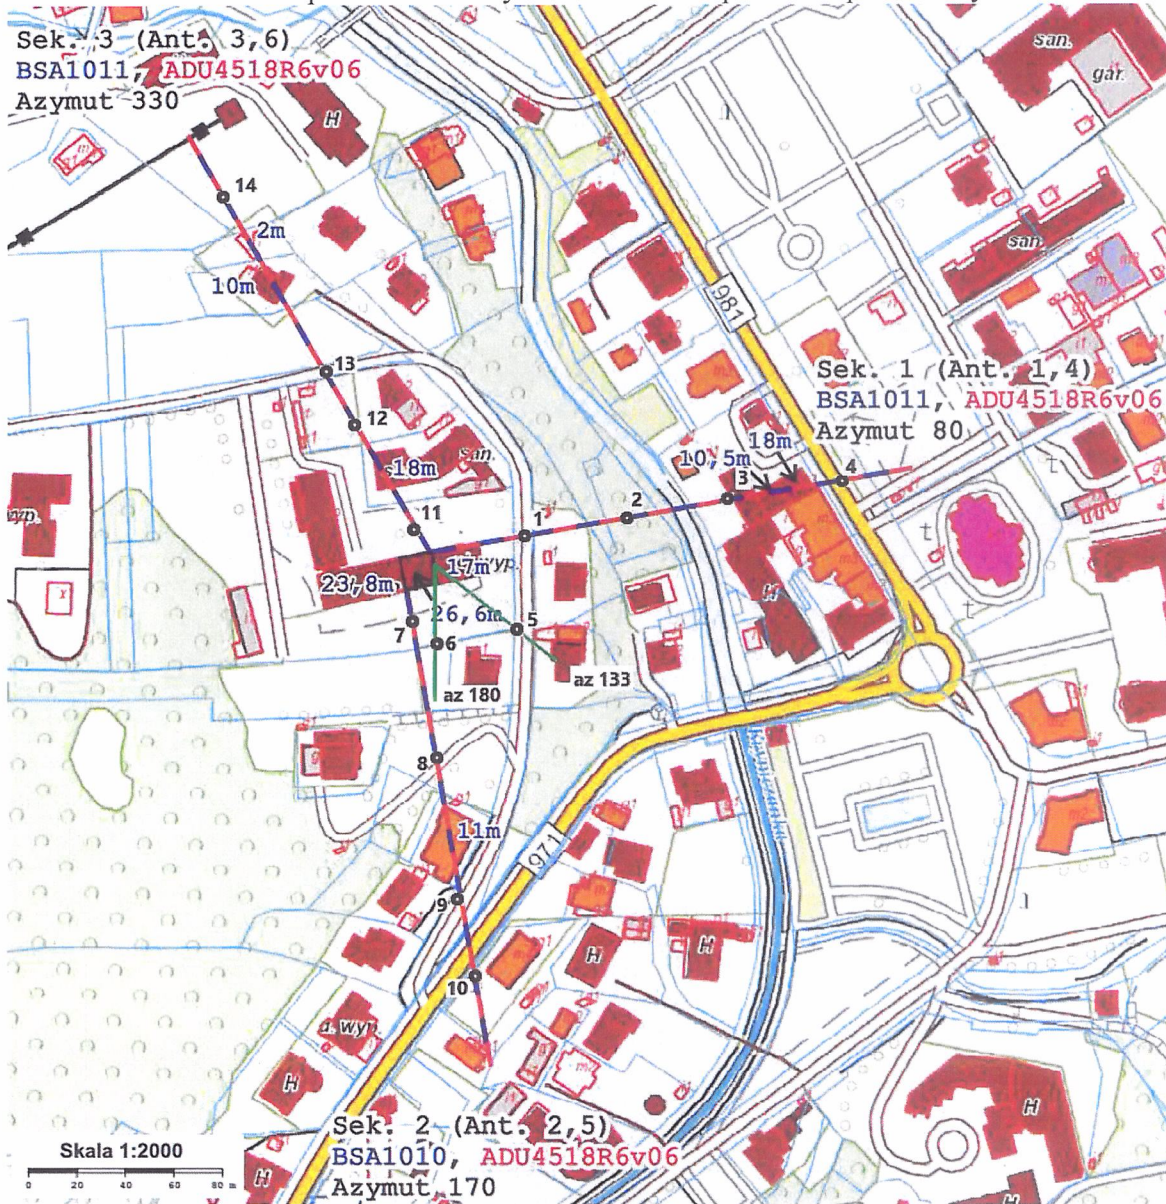 Sek. 3 (Ant. 3,6)
BSA1011, ADU4518R6v06
Azymut 330
san.
gar.
H
14
2m
10m
san.
981
13
Sek. 1 (Ant. 1,4)
BSA1011, ADU4518R6v06
Azymut 80
12
18m
san.
18m
10,5m
3
4
t
11
2
1
17m
23,8m
26,6m
7
6
5
H
t
t
x
az 133
az 180
8
11m
971
9
10
H
H
H
H
H
H
Skala 1:2000
0 20 40 60 80 m
Sek. 2 (Ant. 2,5)
BSA1010, ADU4518R6v06
Azymut 170